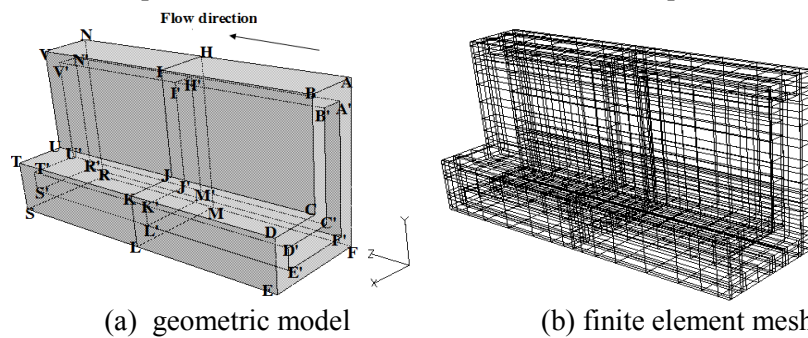 Flow direction
N
H
V
N'
A
V'
I
H'
I'
B
A'
B'
U
T
U'
R'
T'
R
J
S'
J'
M'
C
S
K
K'
M
C'
L'
D
F'
L
D'
F
E'
E
Y
Z
X
(a) geometric model
(b) finite element mesh